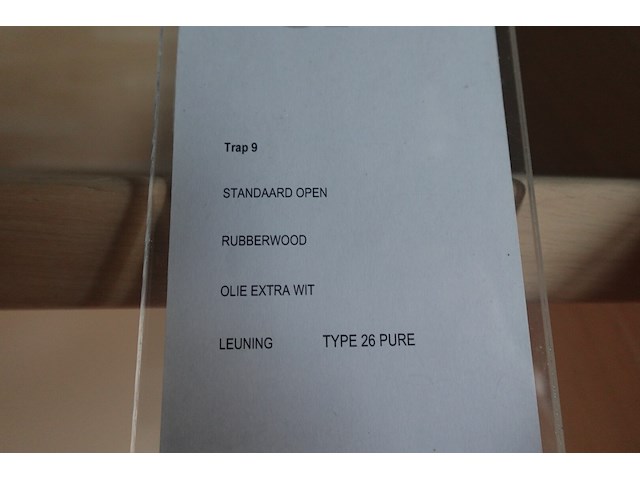 Trap 9
STANDAARD OPEN
RUBBERWOOD
OLIE EXTRA WIT
LEUNING TYPE 26 PURE